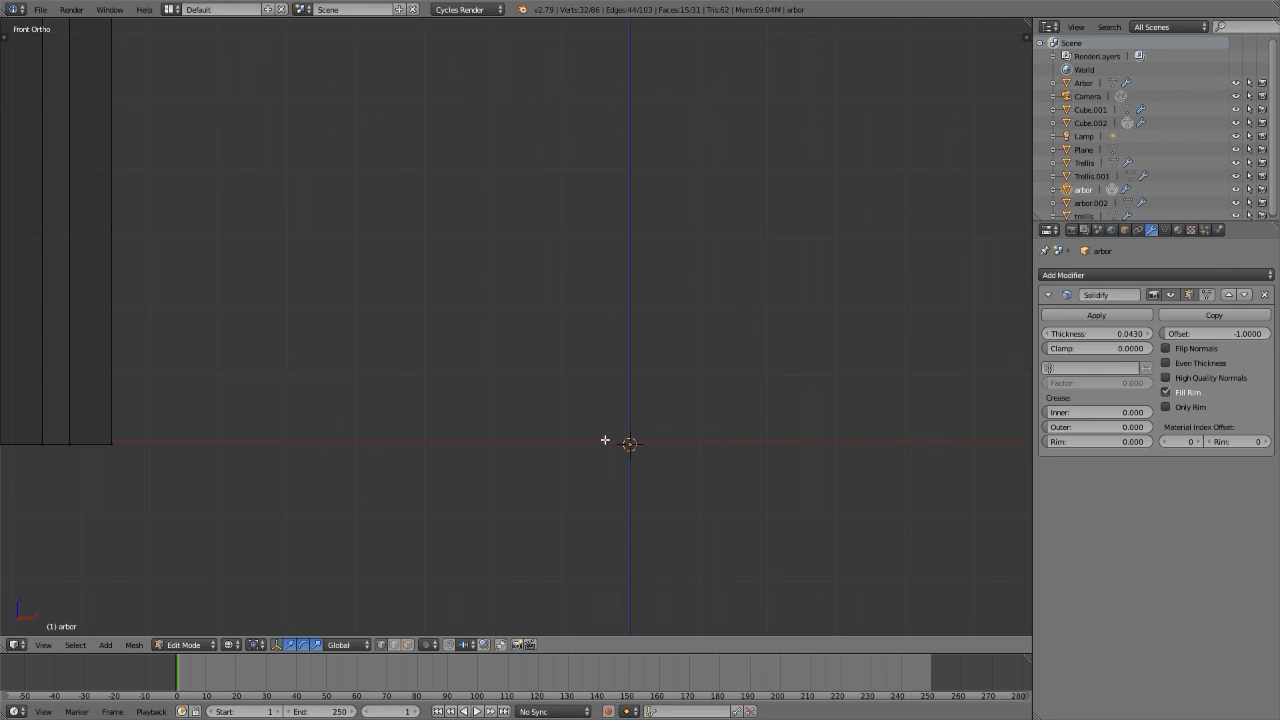 File Render Window Help Default Scene Cycles Render v2.79 | Verts:32/86 | Edges:44/103 | Faces:15/31 | Tris:62 | Mem:69.04M | arbor
Front Ortho
View Search All Scenes
Scene
RenderLayers
World
Arbor
Camera
Cube.001
Cube.002
Lamp
Plane
Trellis
Trellis.001
arbor
arbor.002
trellis
arbor
Add Modifier
Solidify
Apply Copy
Thickness: 0.0430 Offset: -1.0000
Clamp: 0.0000 Flip Normals
Even Thickness
High Quality Normals
Factor: 0.000 Fill Rim
Crease: Only Rim
Inner: 0.000
Outer: 0.000 Material Index Offset:
Rim: 0.000 0 Rim: 0
(1) arbor
View Select Add Mesh Edit Mode Global
-50 -40 -30 -20 -10 0 10 20 30 40 50 60 70 80 90 100 110 120 130 140 150 160 170 180 190 200 210 220 230 240 250 260 270 280
View Marker Frame Playback Start: 1 End: 250 1 No Sync